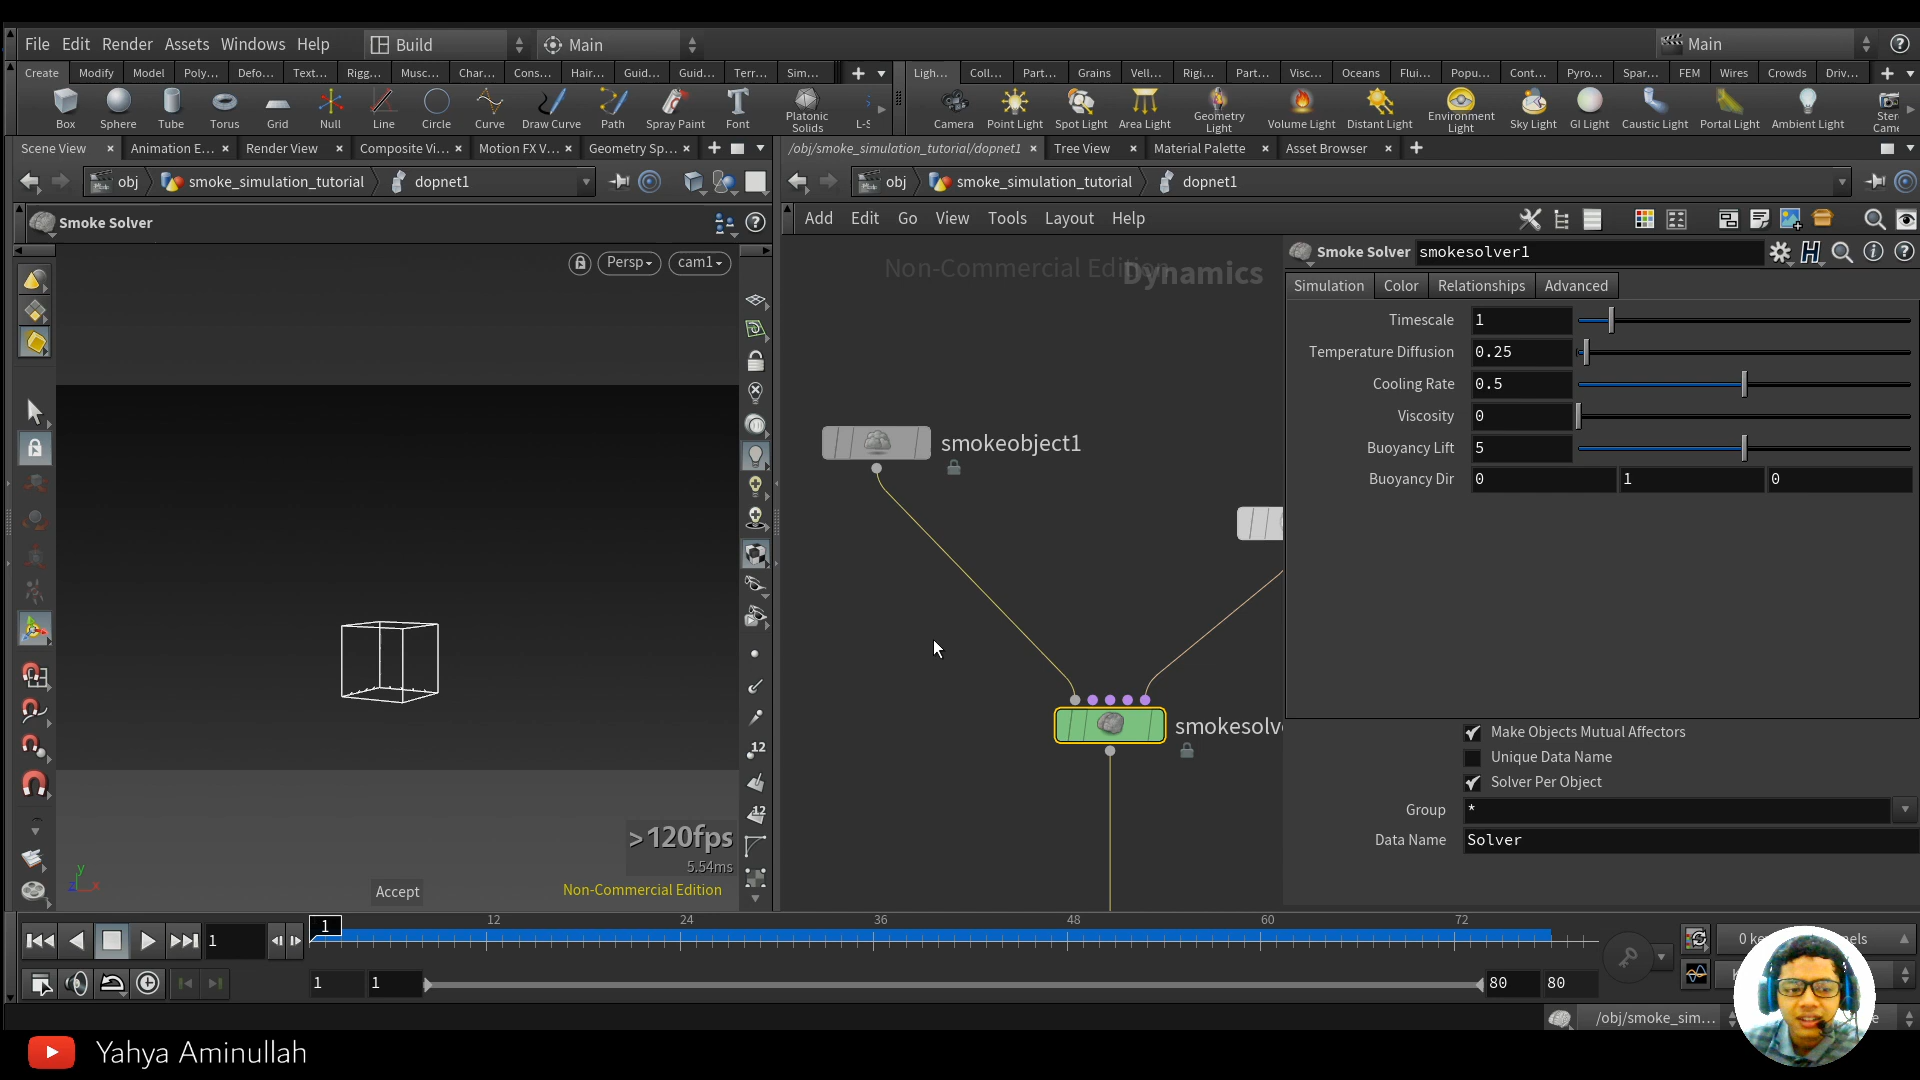 File Edit Render Assets Windows Help Build Main Main
Create Modify Model Poly... Defo... Text... Rigg... Musc... Char... Cons... Hair... Guid... Guid... Terr... Sim... Ligh... Coll... Part... Grains Vell... Rigi... Part... Visc... Oceans Flui... Popu... Cont... Pyro... Spar... FEM Wires Crowds Driv...
Box Sphere Tube Torus Grid Null Line Circle Curve Draw Curve Path Spray Paint Font Platonic Solids L-S Camera Point Light Spot Light Area Light Geometry Light Volume Light Distant Light Environment Light Sky Light GI Light Caustic Light Portal Light Ambient Light Ster Came
Scene View Animation E... Render View Composite Vi... Motion FX V... Geometry Sp... /obj/smoke_simulation_tutorial/dopnet1 Tree View Material Palette Asset Browser
obj smoke_simulation_tutorial dopnet1 obj smoke_simulation_tutorial dopnet1
Smoke Solver
Add Edit Go View Tools Layout Help
Persp cam1
Non-Commercial Edition
Dynamics
Smoke Solver smokesolver1
Simulation Color Relationships Advanced
Timescale 1
Temperature Diffusion 0.25
Cooling Rate 0.5
Viscosity 0
Buoyancy Lift 5
Buoyancy Dir 0 1 0
smokeobject1
smokesolv
Make Objects Mutual Affectors
Unique Data Name
Solver Per Object
Group *
Data Name Solver
12
12
>120fps
5.54ms
Accept
Non-Commercial Edition
y
z x
1 1 12 24 36 48 60 72
0 ke
1 1 80 80
/obj/smoke_sim...
Yahya Aminullah